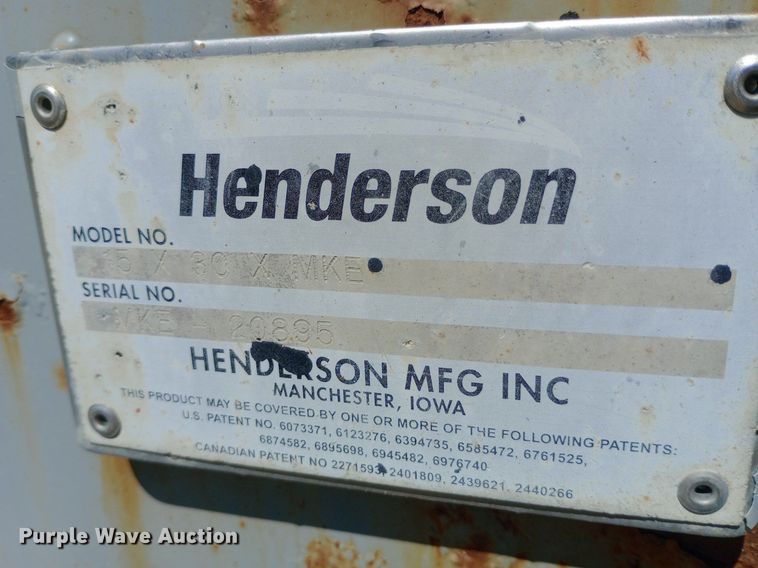 Henderson
MODEL NO.
15 X 30 X MKE
SERIAL NO.
MKE - 20895
HENDERSON MFG INC
MANCHESTER, IOWA
THIS PRODUCT MAY BE COVERED BY ONE OR MORE OF THE FOLLOWING PATENTS:
U.S. PATENT NO. 6073371, 6123276, 6394735, 6585472, 6761525,
6874582, 6895698, 6945482, 6976740
CANADIAN PATENT NO 2271593, 2401809, 2439621, 2440266
Purple Wave Auction